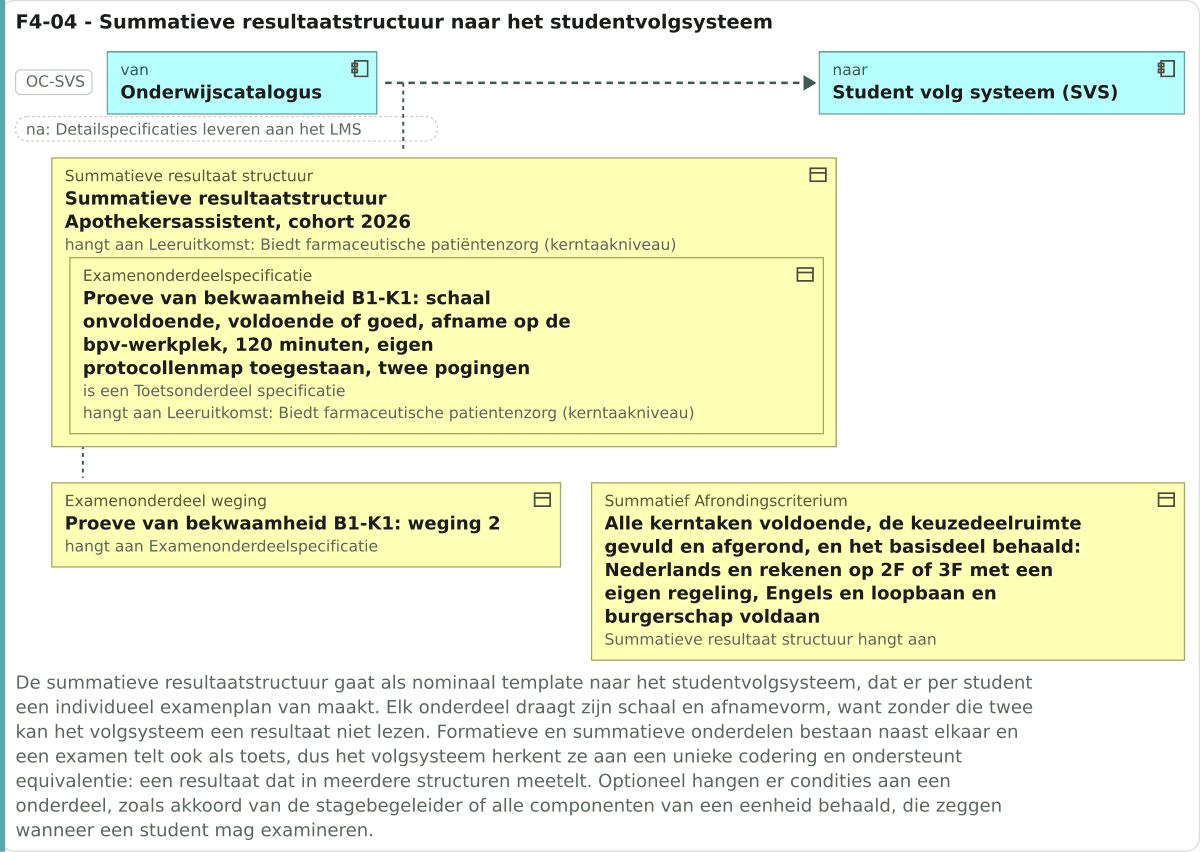 F4-04 - Summatieve resultaatstructuur naar het studentvolgsysteem
OC-SVS
van
Onderwijscatalogus
naar
Student volg systeem (SVS)
na: Detailspecificaties leveren aan het LMS
Summatieve resultaat structuur
Summatieve resultaatstructuur
Apothekersassistent, cohort 2026
hangt aan Leeruitkomst: Biedt farmaceutische patiëntenzorg (kerntaakniveau)
Examenonderdeelspecificatie
Proeve van bekwaamheid B1-K1: schaal
onvoldoende, voldoende of goed, afname op de
bpv-werkplek, 120 minuten, eigen
protocollenmap toegestaan, twee pogingen
is een Toetsonderdeel specificatie
hangt aan Leeruitkomst: Biedt farmaceutische patientenzorg (kerntaakniveau)
Examenonderdeel weging
Proeve van bekwaamheid B1-K1: weging 2
hangt aan Examenonderdeelspecificatie
Summatief Afrondingscriterium
Alle kerntaken voldoende, de keuzedeelruimte
gevuld en afgerond, en het basisdeel behaald:
Nederlands en rekenen op 2F of 3F met een
eigen regeling, Engels en loopbaan en
burgerschap voldaan
Summatieve resultaat structuur hangt aan
De summatieve resultaatstructuur gaat als nominaal template naar het studentvolgsysteem, dat er per student
een individueel examenplan van maakt. Elk onderdeel draagt zijn schaal en afnamevorm, want zonder die twee
kan het volgsysteem een resultaat niet lezen. Formatieve en summatieve onderdelen bestaan naast elkaar en
een examen telt ook als toets, dus het volgsysteem herkent ze aan een unieke codering en ondersteunt
equivalentie: een resultaat dat in meerdere structuren meetelt. Optioneel hangen er condities aan een
onderdeel, zoals akkoord van de stagebegeleider of alle componenten van een eenheid behaald, die zeggen
wanneer een student mag examineren.